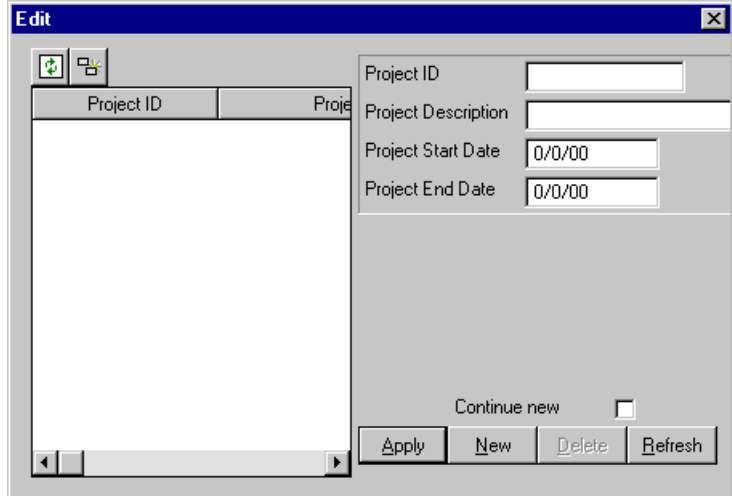 Edit
Project ID Proje
Project ID
Project Description
Project Start Date 0/0/00
Project End Date 0/0/00
Continue new
Apply New Delete Refresh